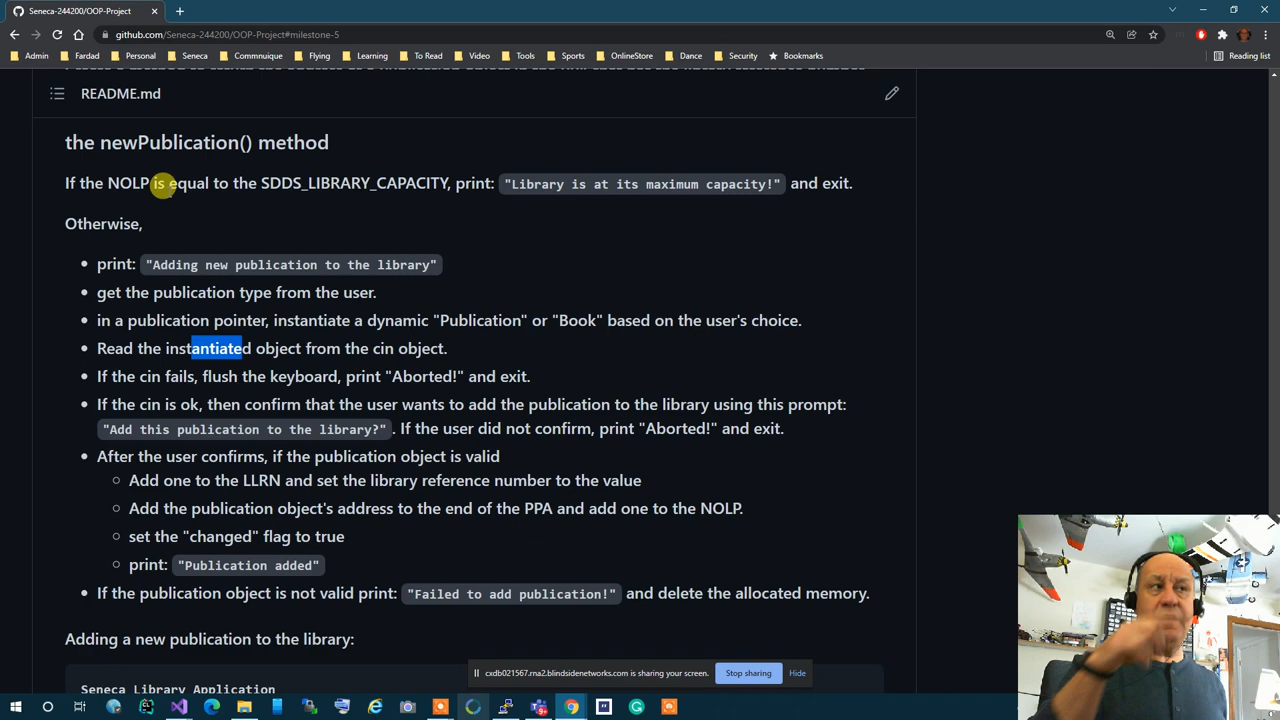 Seneca-244200/OOP-Project
github.com/Seneca-244200/OOP-Project#milestone-5
Admin Fardad Personal Seneca Commnuique Flying Learning To Read Video Tools Sports OnlineStore Dance Security Bookmarks Reading list
README.md
the newPublication() method
If the NOLP is equal to the SDDS_LIBRARY_CAPACITY, print: "Library is at its maximum capacity!" and exit.
Otherwise,
print: "Adding new publication to the library"
get the publication type from the user.
in a publication pointer, instantiate a dynamic "Publication" or "Book" based on the user's choice.
Read the instantiated object from the cin object.
If the cin fails, flush the keyboard, print "Aborted!" and exit.
If the cin is ok, then confirm that the user wants to add the publication to the library using this prompt:
"Add this publication to the library?". If the user did not confirm, print "Aborted!" and exit.
After the user confirms, if the publication object is valid
Add one to the LLRN and set the library reference number to the value
Add the publication object's address to the end of the PPA and add one to the NOLP.
set the "changed" flag to true
print: "Publication added"
If the publication object is not valid print: "Failed to add publication!" and delete the allocated memory.
Adding a new publication to the library:
Seneca Library Application
cxdb021567.rna2.blindsidenetworks.com is sharing your screen. Stop sharing Hide